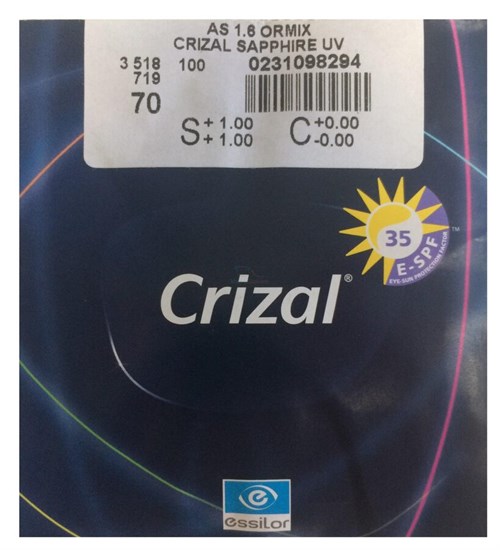 AS 1.6 ORMIX
CRIZAL SAPPHIRE UV
3 518 100 0231098294
719
70
S + 1.00 C +0.00
+ 1.00 -0.00
35
E-SPF™
EYE-SUN PROTECTION FACTOR
Crizal®
essilor